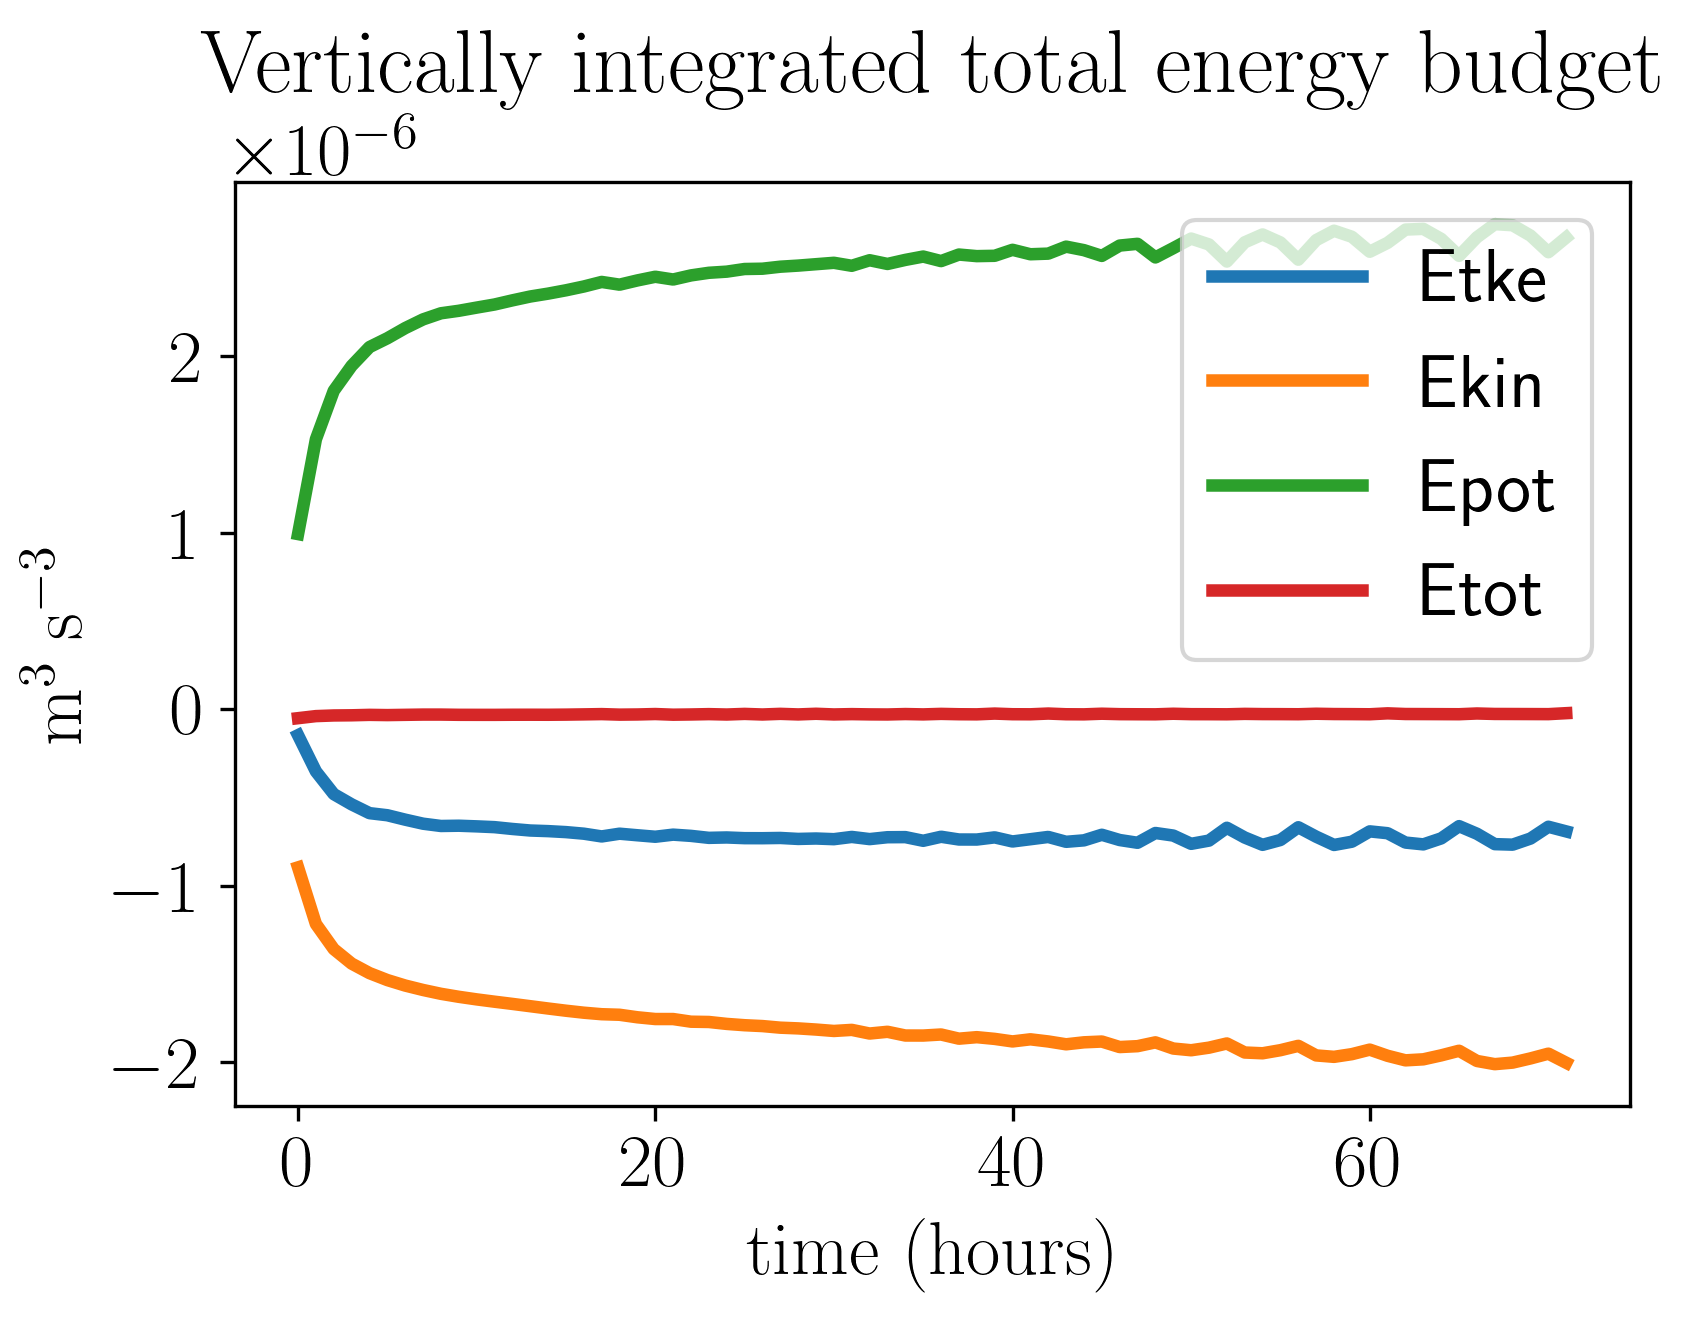 Vertically integrated total energy budget
×10⁻⁶
m³ s⁻³
2
1
0
−1
−2
Etke
Ekin
Epot
Etot
0 20 40 60
time (hours)